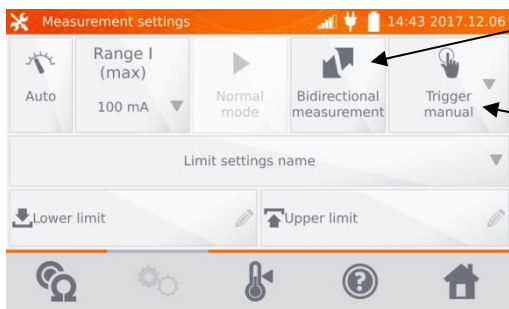 Measurement settings 14:43 2017.12.06
Auto
Range I
(max)
100 mA
Normal
mode
Bidirectional
measurement
Trigger
manual
Limit settings name
Lower limit
Upper limit